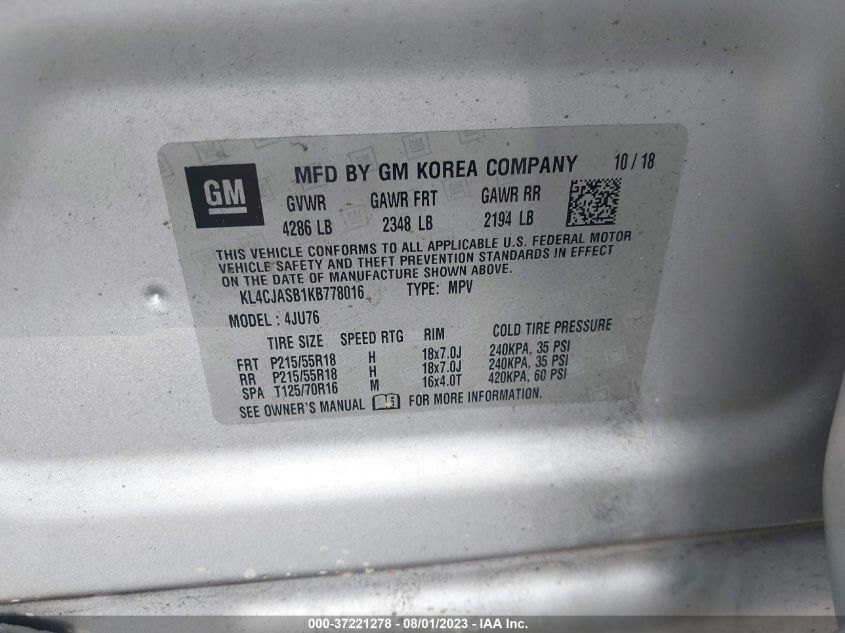 GM
MFD BY GM KOREA COMPANY 10/18
GVWR GAWR FRT GAWR RR
4286 LB 2348 LB 2194 LB
THIS VEHICLE CONFORMS TO ALL APPLICABLE U.S. FEDERAL MOTOR
VEHICLE SAFETY AND THEFT PREVENTION STANDARDS IN EFFECT
ON THE DATE OF MANUFACTURE SHOWN ABOVE.
KL4CJASB1KB778016 TYPE: MPV
MODEL: 4JU76
TIRE SIZE SPEED RTG RIM COLD TIRE PRESSURE
FRT P215/55R18 H 18x7.0J 240KPA, 35 PSI
RR P215/55R18 H 18x7.0J 240KPA, 35 PSI
SPA T125/70R16 M 16x4.0T 420KPA, 60 PSI
SEE OWNER'S MANUAL FOR MORE INFORMATION.
000-37221278 - 08/01/2023 - IAA Inc.